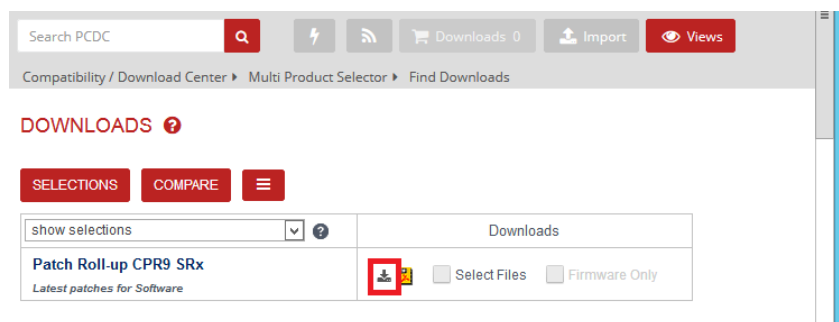 Search PCDC
Downloads 0
Import
Views
Compatibility / Download Center Multi Product Selector Find Downloads
DOWNLOADS ?
SELECTIONS
COMPARE
show selections
?
Downloads
Patch Roll-up CPR9 SRx
Latest patches for Software
Select Files
Firmware Only